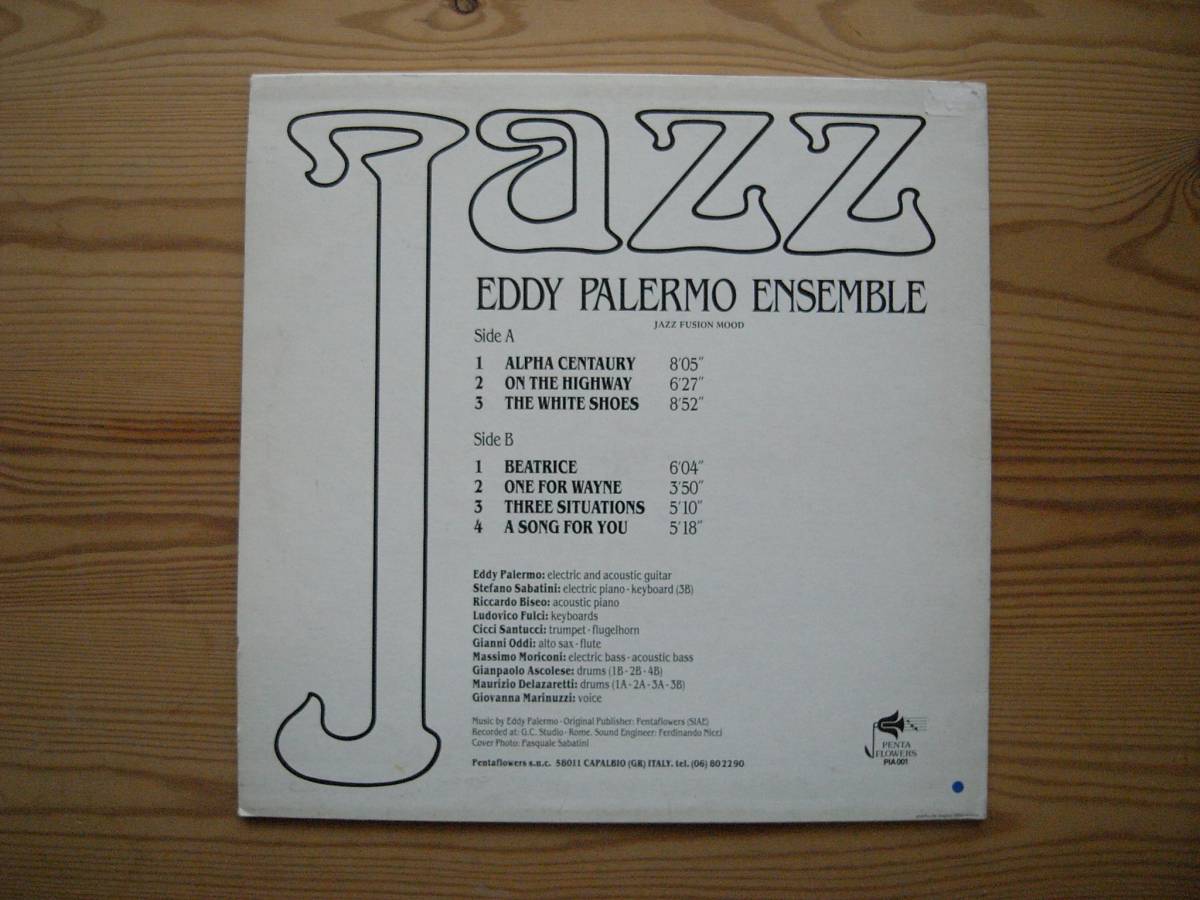 Jazz
EDDY PALERMO ENSEMBLE
JAZZ FUSION MOOD
Side A
1 ALPHA CENTAURY 8'05"
2 ON THE HIGHWAY 6'27"
3 THE WHITE SHOES 8'52"
Side B
1 BEATRICE 6'04"
2 ONE FOR WAYNE 3'50"
3 THREE SITUATIONS 5'10"
4 A SONG FOR YOU 5'18"
Eddy Palermo: electric and acoustic guitar
Stefano Sabatini: electric piano - keyboard (3B)
Riccardo Biseo: acoustic piano
Ludovico Fulci: keyboards
Cicci Santucci: trumpet - flugelhorn
Gianni Oddi: alto sax - flute
Massimo Moriconi: electric bass - acoustic bass
Gianpaolo Ascolese: drums (1B - 2B - 4B)
Maurizio Delazaretti: drums (1A - 2A - 3A - 3B)
Giovanna Marinuzzi: voice
Music by Eddy Palermo - Original Publisher: Pentaflowers (SIAE)
Recorded at: G.C. Studio - Rome. Sound Engineer: Ferdinando Nicci
Cover Photo: Pasquale Sabatini
Pentaflowers s.n.c. 58011 CAPALBIO (GR) ITALY. tel. (06) 802290
PENTA
FLOWERS
PIA 001